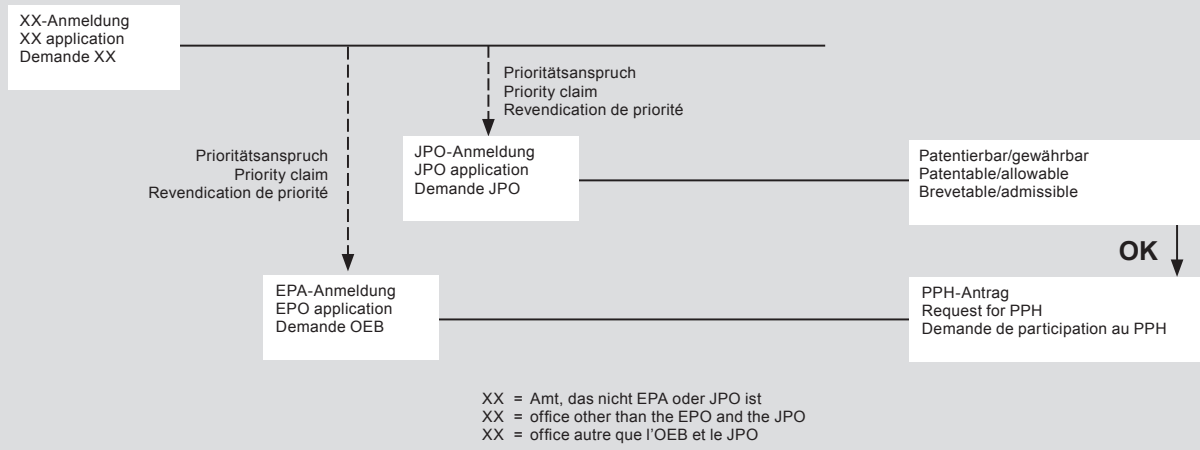 XX-Anmeldung
XX application
Demande XX
Prioritätsanspruch
Priority claim
Revendication de priorité
Prioritätsanspruch
Priority claim
Revendication de priorité
JPO-Anmeldung
JPO application
Demande JPO
Patentierbar/gewährbar
Patentable/allowable
Brevetable/admissible
OK
EPA-Anmeldung
EPO application
Demande OEB
PPH-Antrag
Request for PPH
Demande de participation au PPH
XX = Amt, das nicht EPA oder JPO ist
XX = office other than the EPO and the JPO
XX = office autre que l'OEB et le JPO